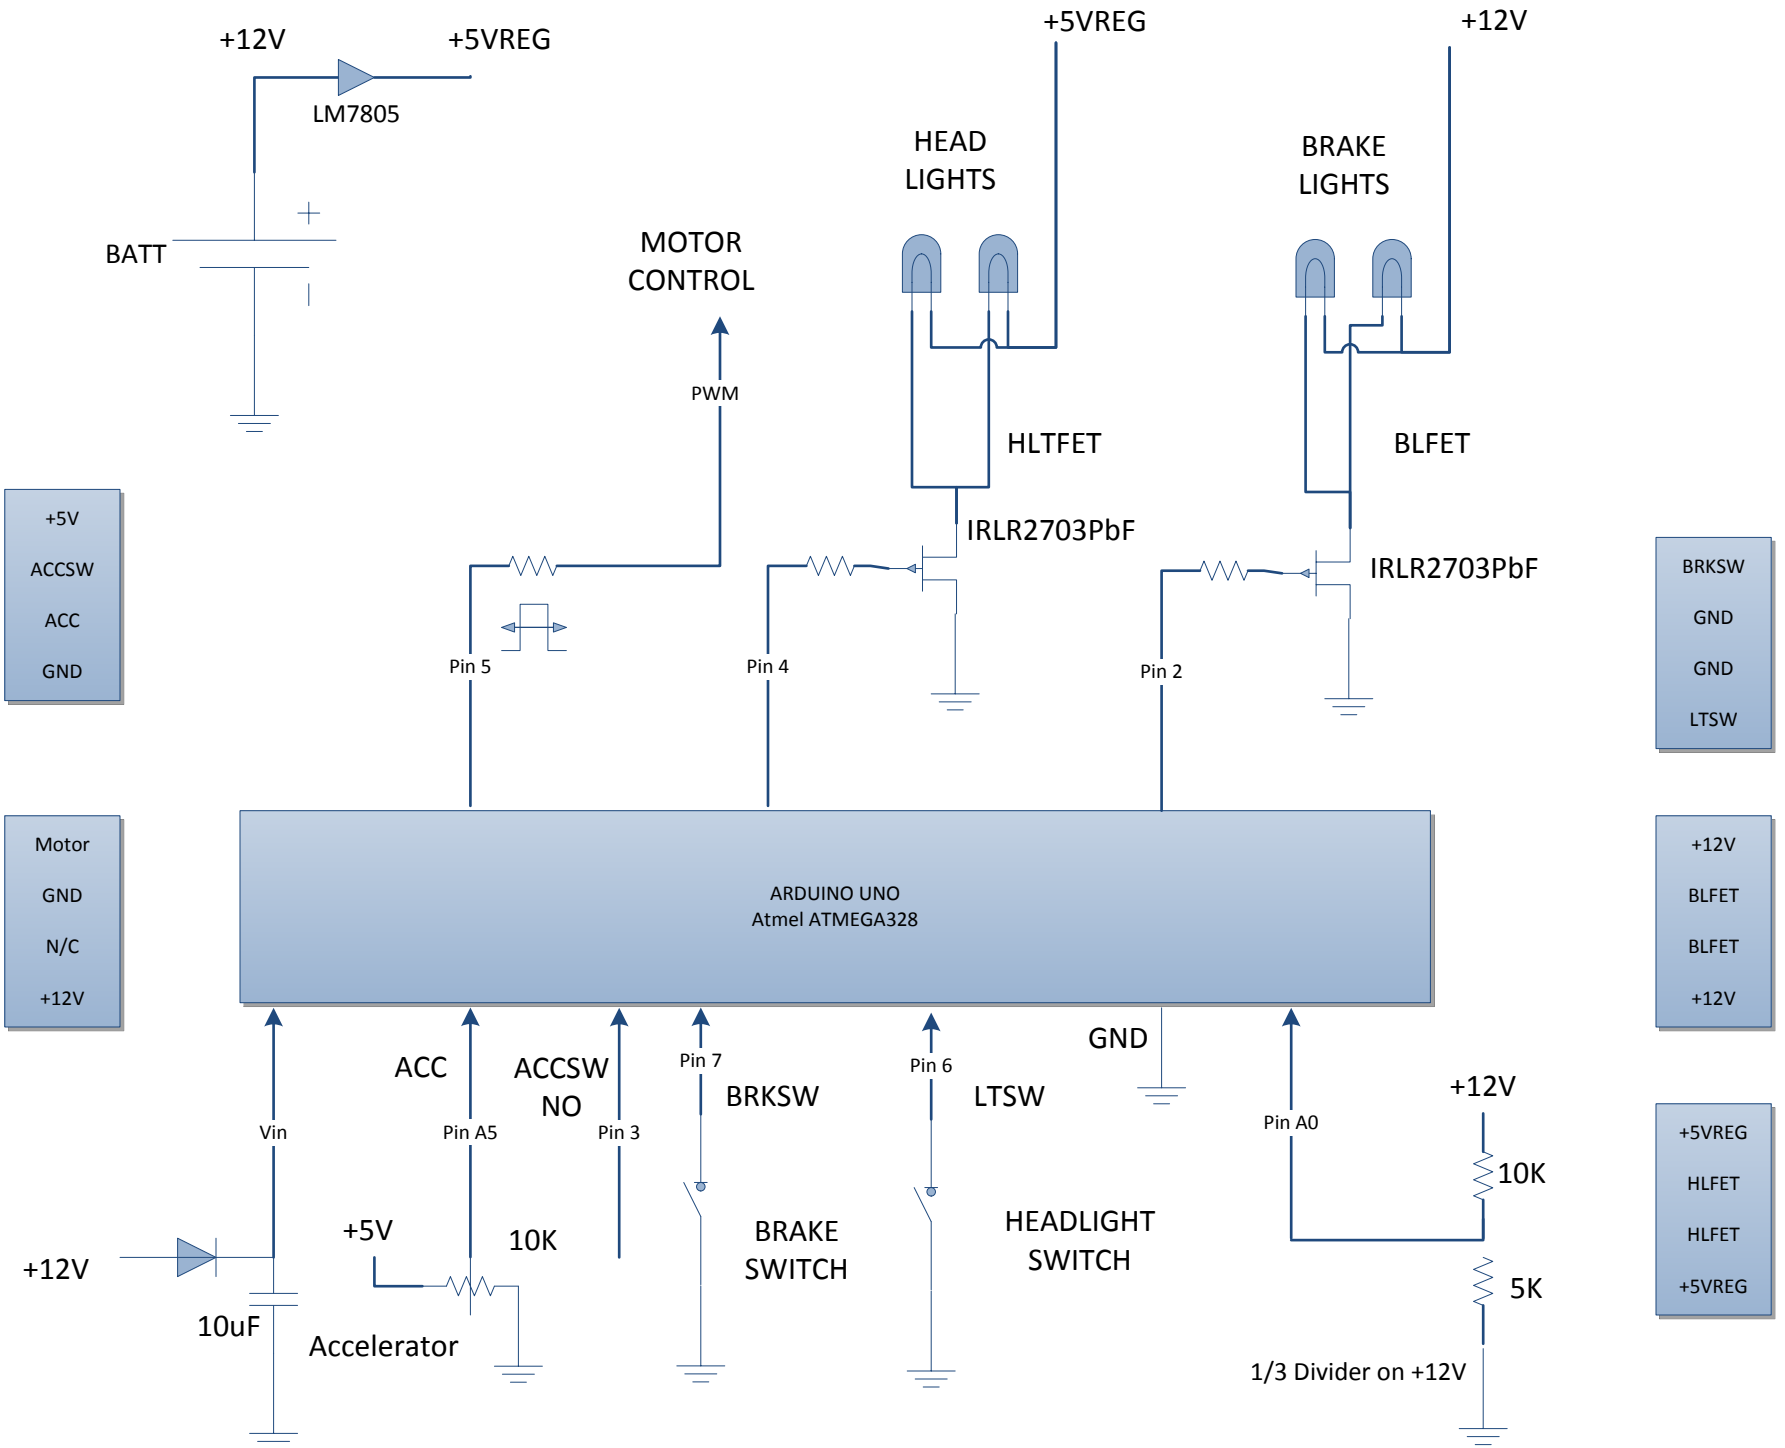 +12V
+5VREG
LM7805
BATT
+5VREG
+12V
HEAD
LIGHTS
BRAKE
LIGHTS
MOTOR
CONTROL
PWM
HLTFET
BLFET
IRLR2703PbF
IRLR2703PbF
Pin 5
Pin 4
Pin 2
+5V
ACCSW
ACC
GND
BRKSW
GND
GND
LTSW
Motor
GND
N/C
+12V
ARDUINO UNO
Atmel ATMEGA328
+12V
BLFET
BLFET
+12V
Vin
ACC
Pin A5
ACCSW
NO
Pin 3
Pin 7
BRKSW
Pin 6
LTSW
GND
Pin A0
+12V
10K
5K
1/3 Divider on +12V
+5VREG
HLFET
HLFET
+5VREG
+12V
10uF
+5V
10K
Accelerator
BRAKE
SWITCH
HEADLIGHT
SWITCH